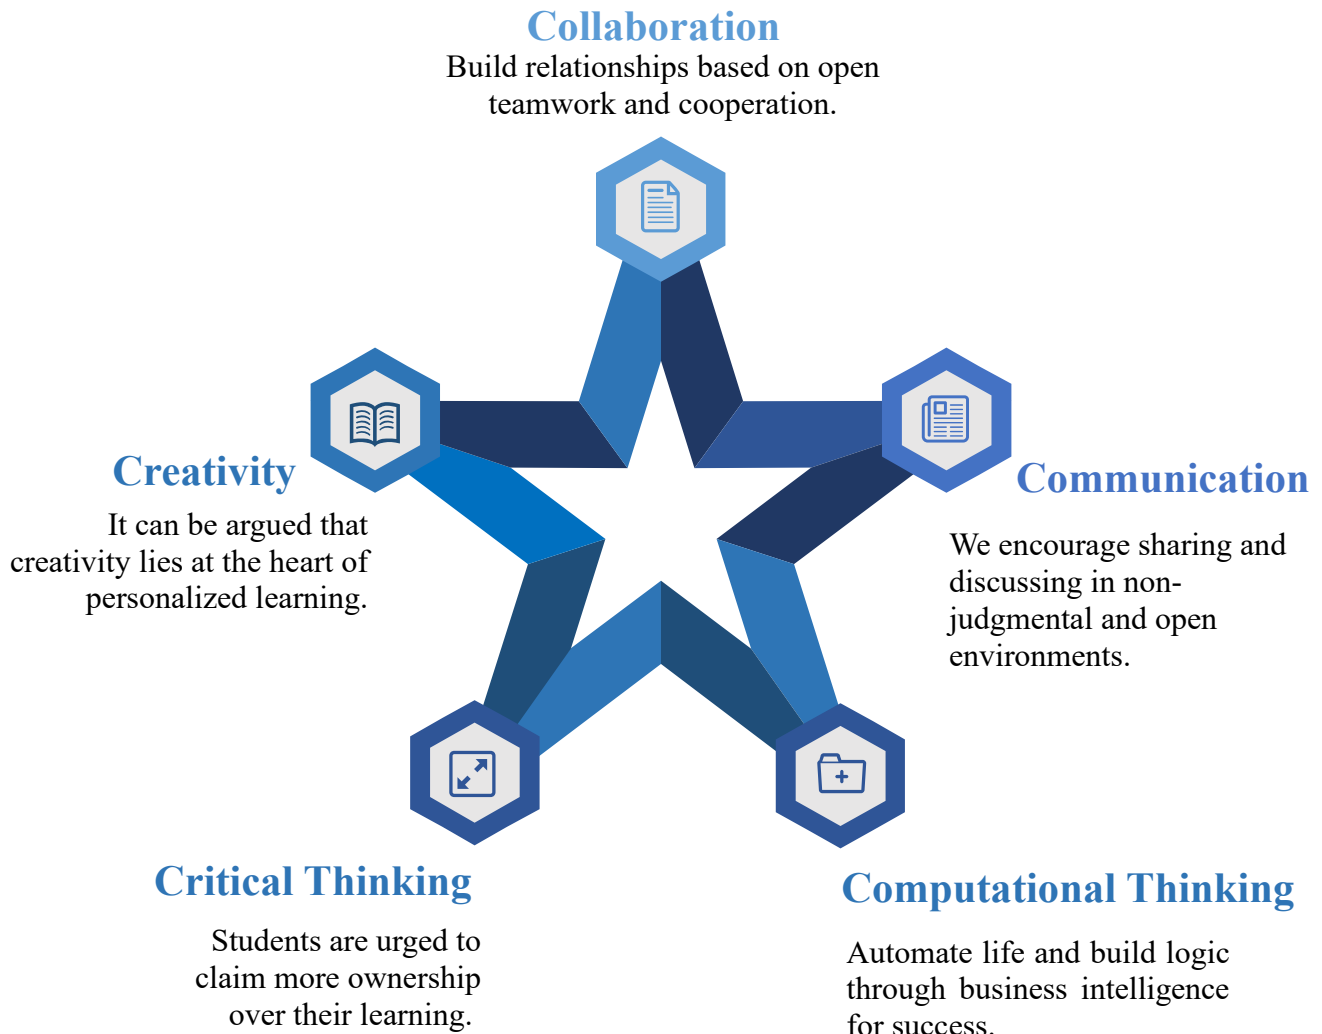 Collaboration
Build relationships based on open
teamwork and cooperation.
Creativity
It can be argued that
creativity lies at the heart of
personalized learning.
Communication
We encourage sharing and
discussing in non-
judgmental and open
environments.
Critical Thinking
Students are urged to
claim more ownership
over their learning.
Computational Thinking
Automate life and build logic
through business intelligence
for success.